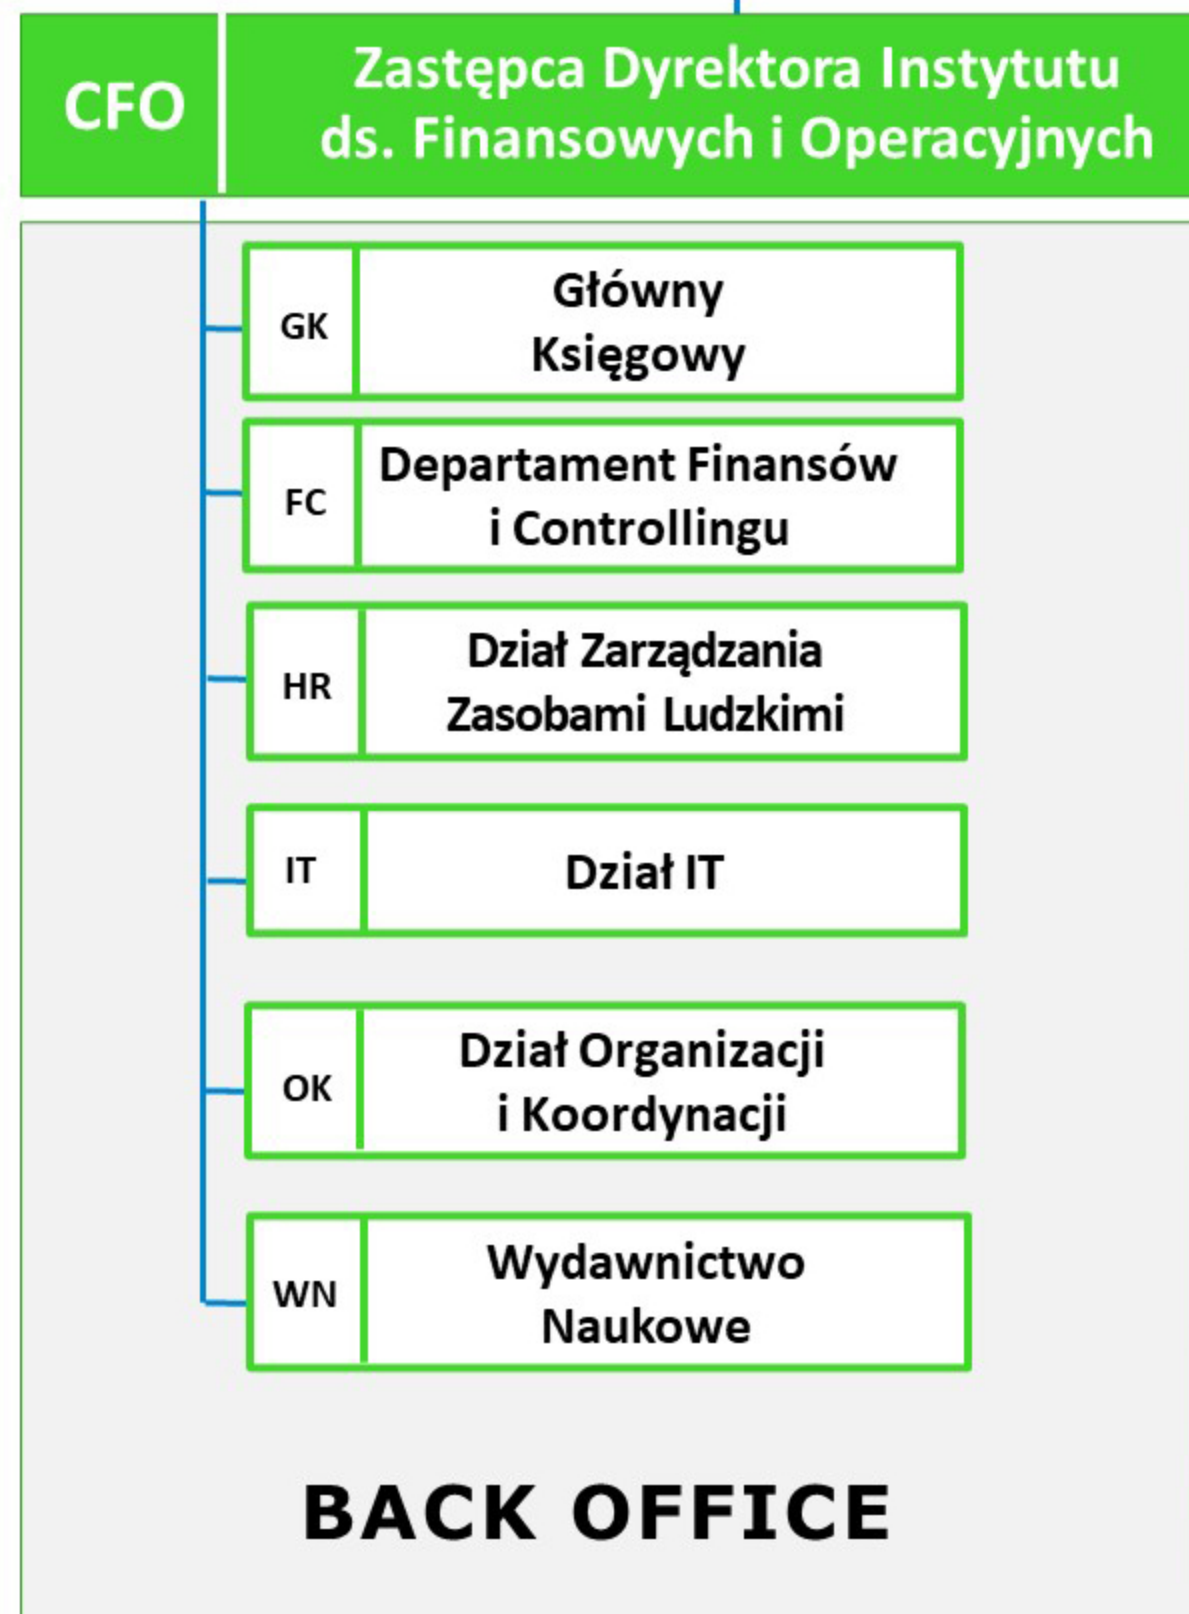 CFO
Zastępca Dyrektora Instytutu
ds. Finansowych i Operacyjnych
GK
Główny
Księgowy
FC
Departament Finansów
i Controllingu
HR
Dział Zarządzania
Zasobami Ludzkimi
IT
Dział IT
OK
Dział Organizacji
i Koordynacji
WN
Wydawnictwo
Naukowe
BACK OFFICE